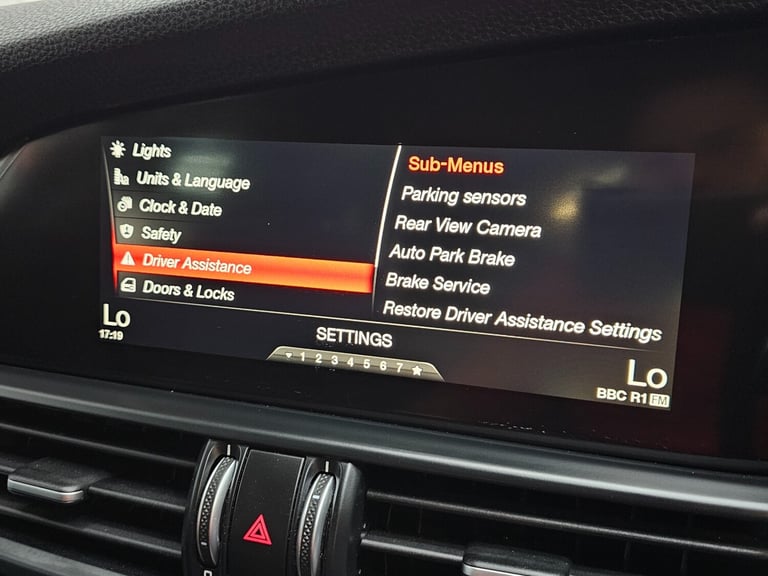 Lights
Units & Language
Clock & Date
Safety
Driver Assistance
Doors & Locks
Sub-Menus
Parking sensors
Rear View Camera
Auto Park Brake
Brake Service
Restore Driver Assistance Settings
Lo
17:19
SETTINGS
1 2 3 4 5 6 7
Lo
BBC R1 FM